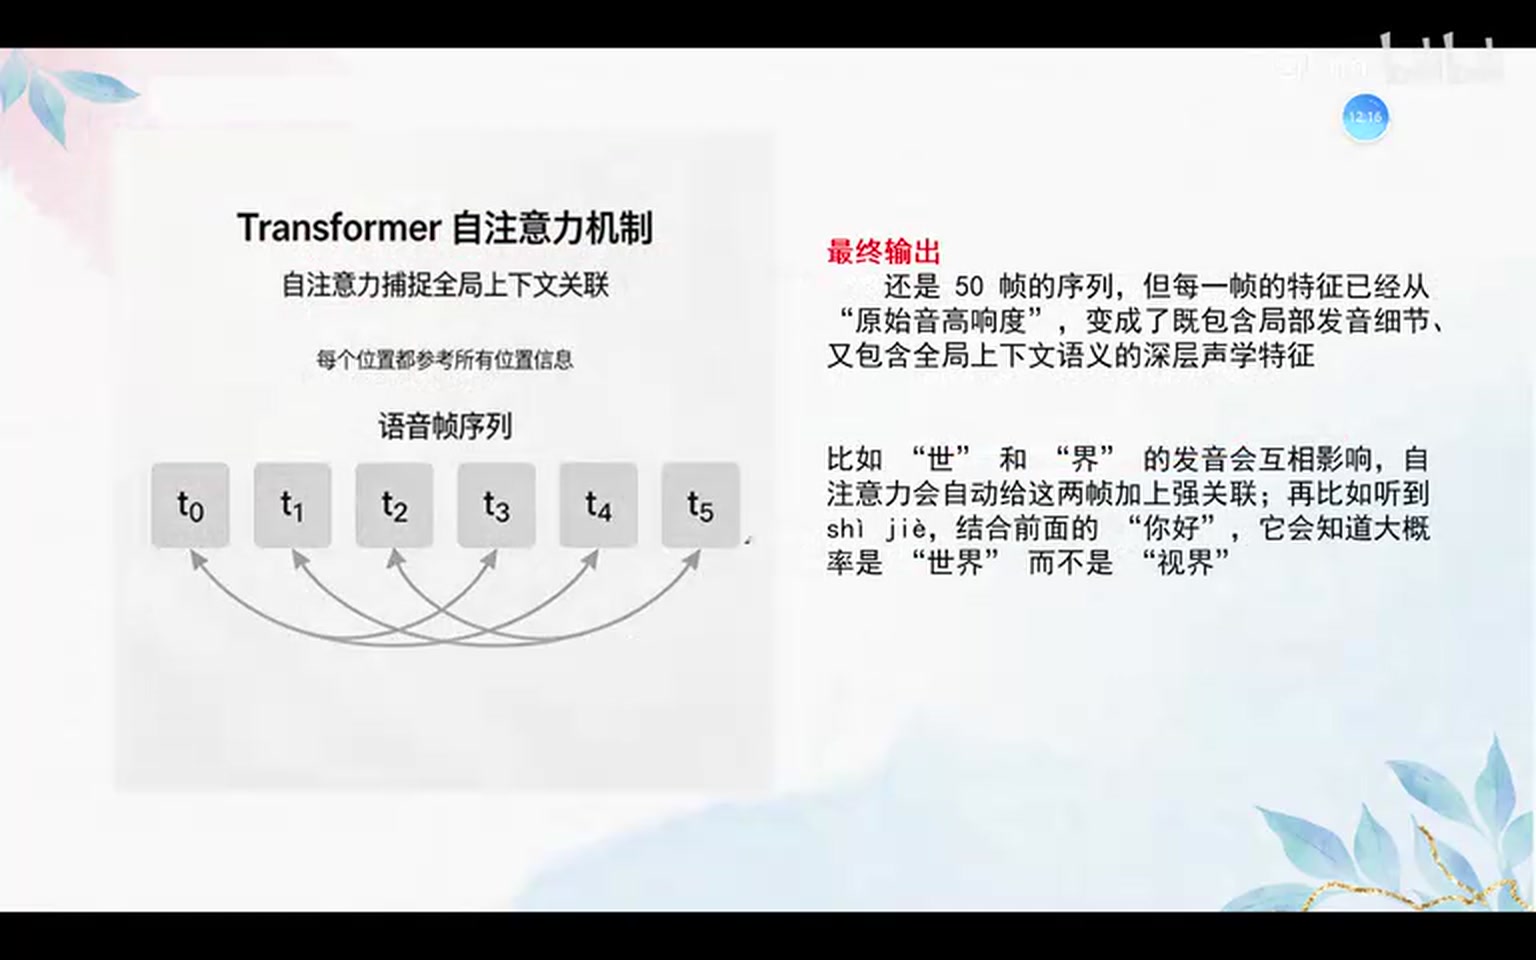 12:16
Transformer 自注意力机制
自注意力捕捉全局上下文关联
每个位置都参考所有位置信息
语音帧序列
t0 t1 t2 t3 t4 t5
最终输出
还是 50 帧的序列，但每一帧的特征已经从
“原始音高响度”，变成了既包含局部发音细节、
又包含全局上下文语义的深层声学特征
比如 “世” 和 “界” 的发音会互相影响，自
注意力会自动给这两帧加上强关联；再比如听到
shì jiè，结合前面的 “你好”，它会知道大概
率是 “世界” 而不是 “视界”